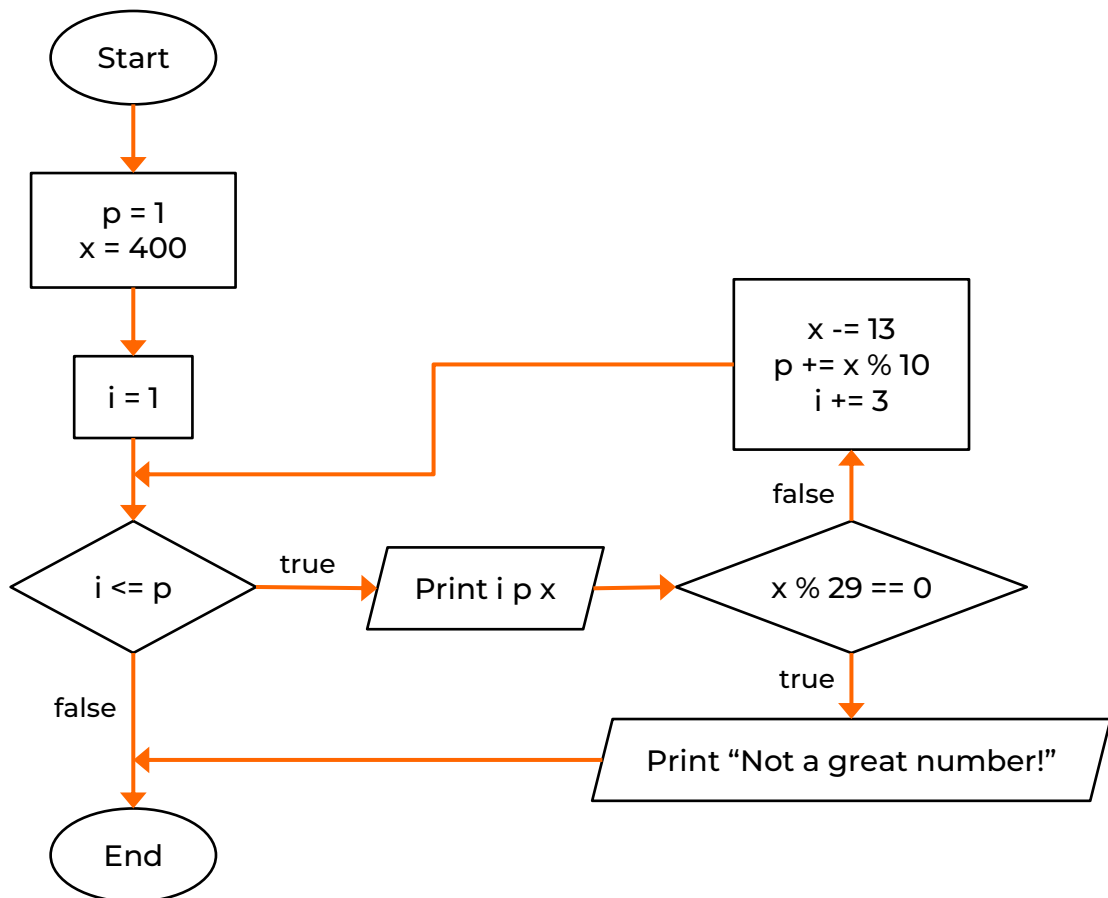 Start
p = 1
x = 400
i = 1
x -= 13
p += x % 10
i += 3
false
i <= p
true
Print i p x
x % 29 == 0
true
false
Print “Not a great number!”
End